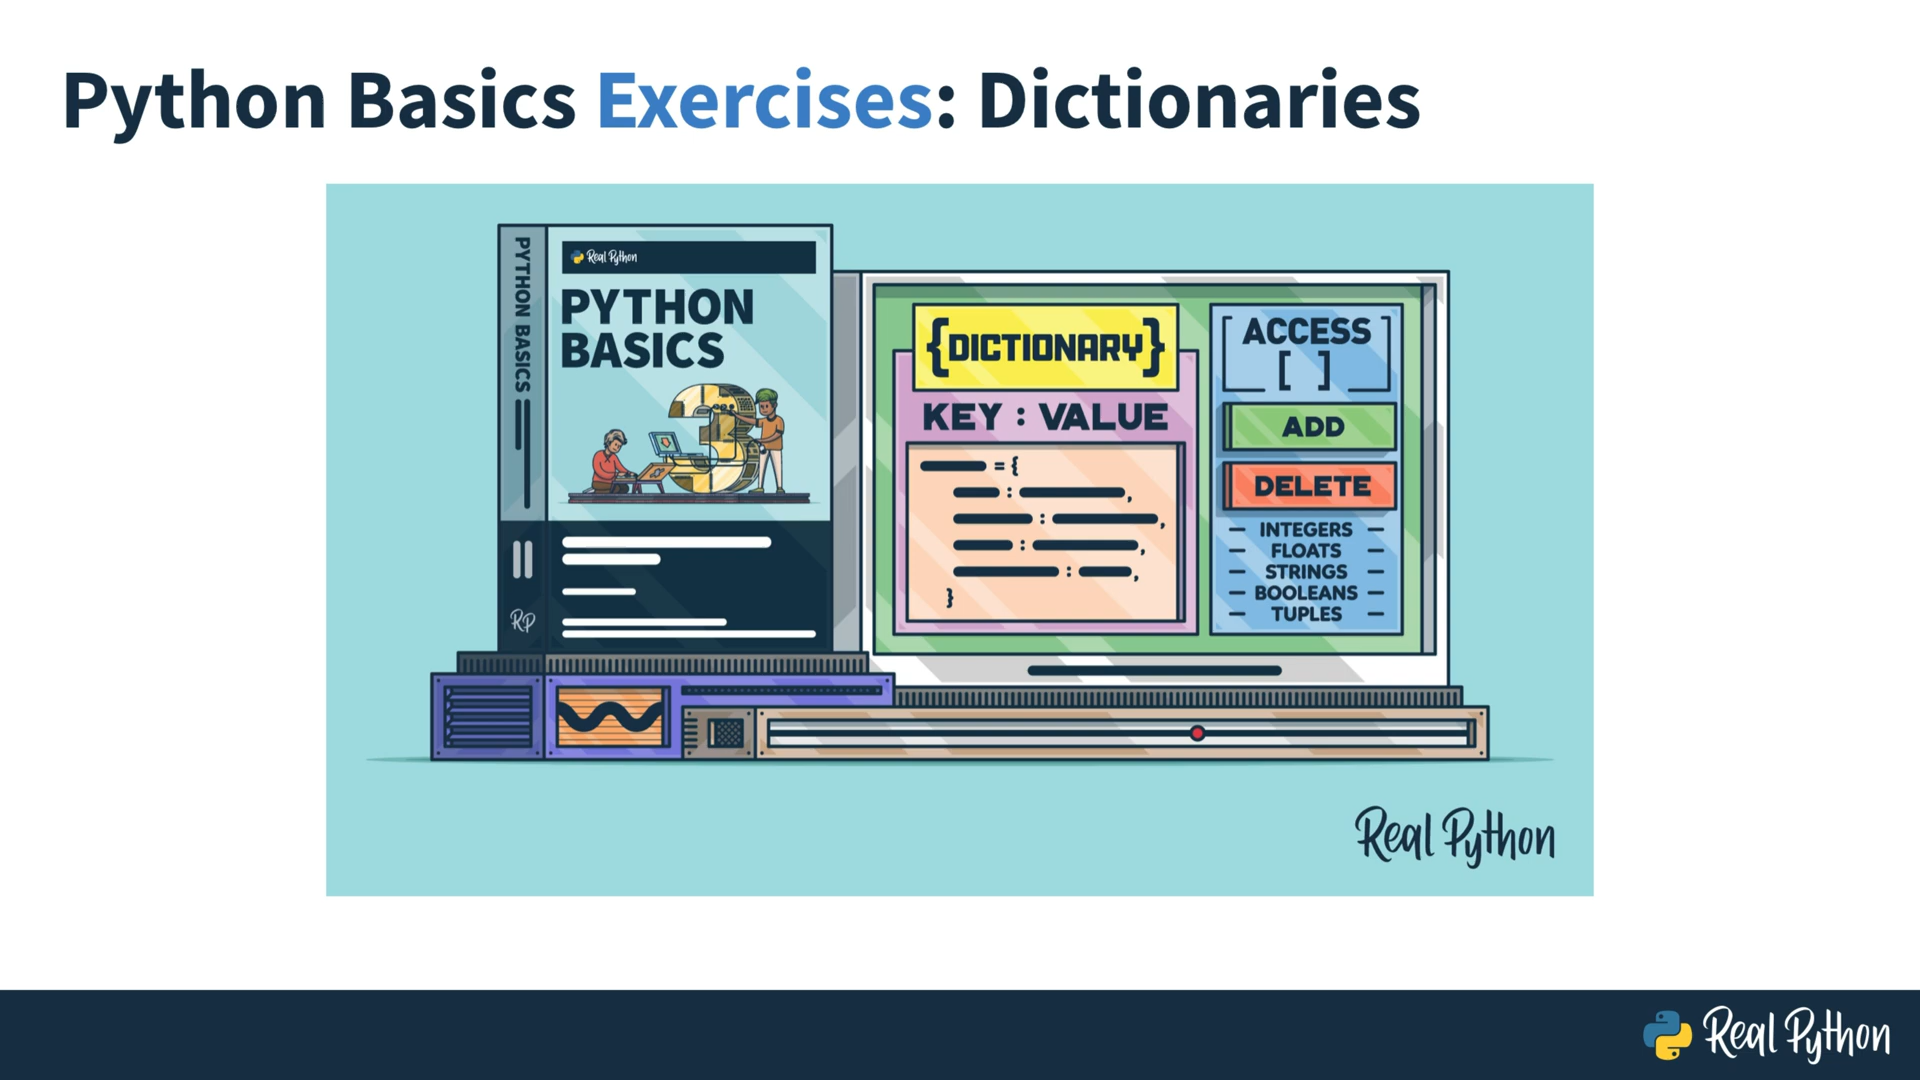 Python Basics Exercises: Dictionaries
PYTHON BASICS
RP
Real Python
PYTHON
BASICS
3
{DICTIONARY}
KEY : VALUE
= {
: ,
: ,
: ,
: ,
}
ACCESS
[ ]
ADD
DELETE
INTEGERS
FLOATS
STRINGS
BOOLEANS
TUPLES
Real Python
Real Python